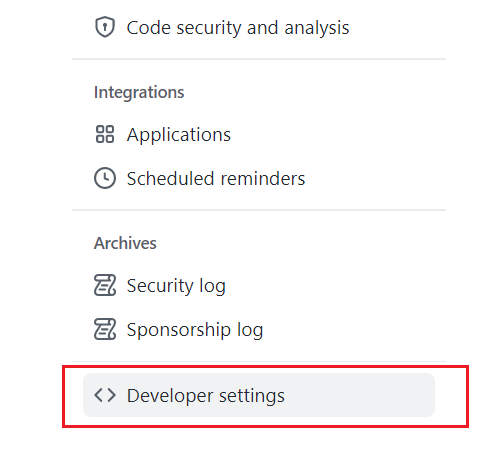 Code security and analysis
Integrations
Applications
Scheduled reminders
Archives
Security log
Sponsorship log
Developer settings